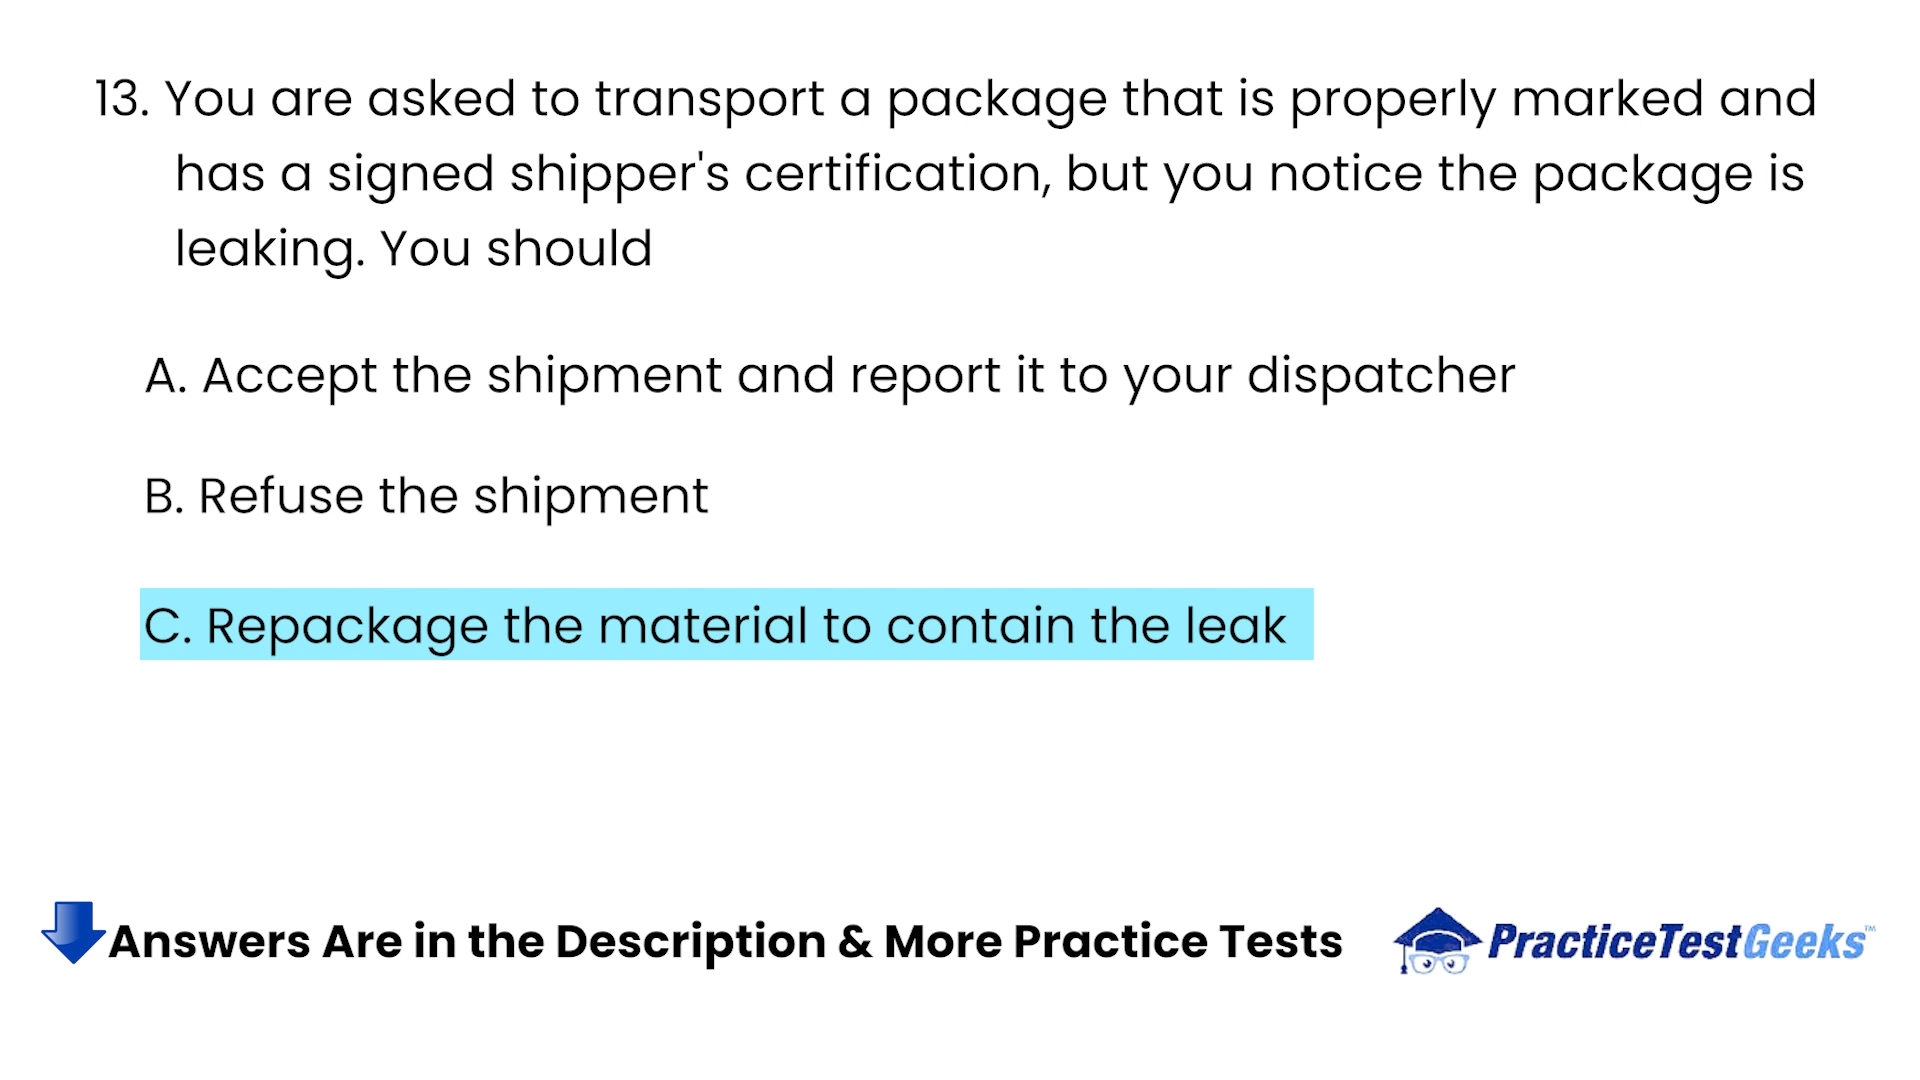 13. You are asked to transport a package that is properly marked and
has a signed shipper's certification, but you notice the package is
leaking. You should
A. Accept the shipment and report it to your dispatcher
B. Refuse the shipment
C. Repackage the material to contain the leak
Answers Are in the Description & More Practice Tests
PracticeTestGeeks™